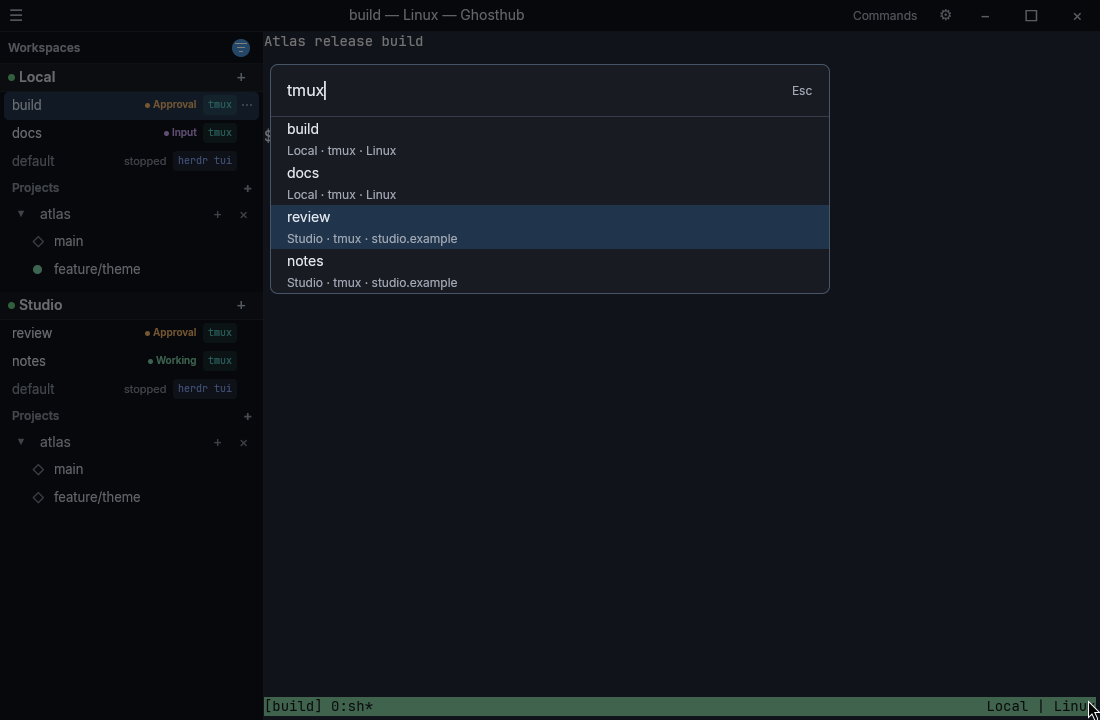 build — Linux — Ghosthub
Commands
Workspaces
Local
build Approval tmux
docs Input tmux
default stopped herdr tui
Projects
atlas
main
feature/theme
Studio
review Approval tmux
notes Working tmux
default stopped herdr tui
Projects
atlas
main
feature/theme
Atlas release build
$
tmux Esc
build
Local · tmux · Linux
docs
Local · tmux · Linux
review
Studio · tmux · studio.example
notes
Studio · tmux · studio.example
[build] 0:sh* Local | Linux